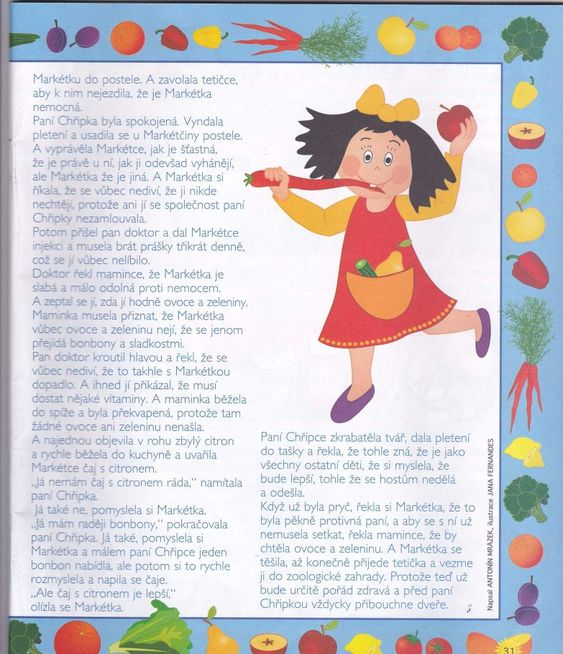 Markétku do postele. A zavolala tetičce,
aby k nim nejezdila, že je Markétka
nemocná.
Paní Chřipka byla spokojená. Vyndala
pletení a usadila se u Markétčiny postele.
A vyprávěla Markétce, jak je šťastná,
že je právě u ní, jak ji odevšad vyhánějí,
ale Markétka že je jiná. A Markétka si
říkala, že se vůbec nediví, že ji nikde
nechtějí, protože ani jí se společnost paní
Chřipky nezamlouvala.
Potom přišel pan doktor a dal Markétce
injekci a musela brát prášky třikrát denně,
což se jí vůbec nelíbilo.
Doktor řekl mamince, že Markétka je
slabá a málo odolná proti nemocem.
A zeptal se jí, zda jí hodně ovoce a zeleniny.
Maminka musela přiznat, že Markétka
vůbec ovoce a zeleninu nejí, že se jenom
přejídá bonbony a sladkostmi.
Pan doktor kroutil hlavou a řekl, že se
vůbec nediví, že to takhle s Markétkou
dopadlo. A ihned jí přikázal, že musí
dostat nějaké vitaminy. A maminka běžela
do spíže a byla překvapená, protože tam
žádné ovoce ani zeleninu nenašla.
A najednou objevila v rohu zbylý citron
a rychle běžela do kuchyně a uvařila
Markétce čaj s citronem.
„Já nemám čaj s citronem ráda,“ namítala
paní Chřipka.
Já také ne, pomyslela si Markétka.
„Já mám raději bonbony,“ pokračovala
paní Chřipka. Já také, pomyslela si
Markétka a málem paní Chřipce jeden
bonbon nabídla, ale potom si to rychle
rozmyslela a napila se čaje.
„Ale čaj s citronem je lepší,“
olízla se Markétka.
Paní Chřipce zkrabatěla tvář, dala pletení
do tašky a řekla, že tohle zná, že je jako
všechny ostatní děti, že si myslela, že
bude lepší, tohle že se hostům nedělá
a odešla.
Když už byla pryč, řekla si Markétka, že to
byla pěkně protivná paní, a aby se s ní už
nemusela setkat, řekla mamince, že by
chtěla ovoce a zeleninu. A Markétka se
těšila, až konečně přijede tetička a vezme
ji do zoologické zahrady. Protože teď už
bude určitě pořád zdravá a před paní
Chřipkou vždycky přibouchne dveře.
Napsal ANTONÍN MRÁZEK, ilustrace JANA FERNANDES
31